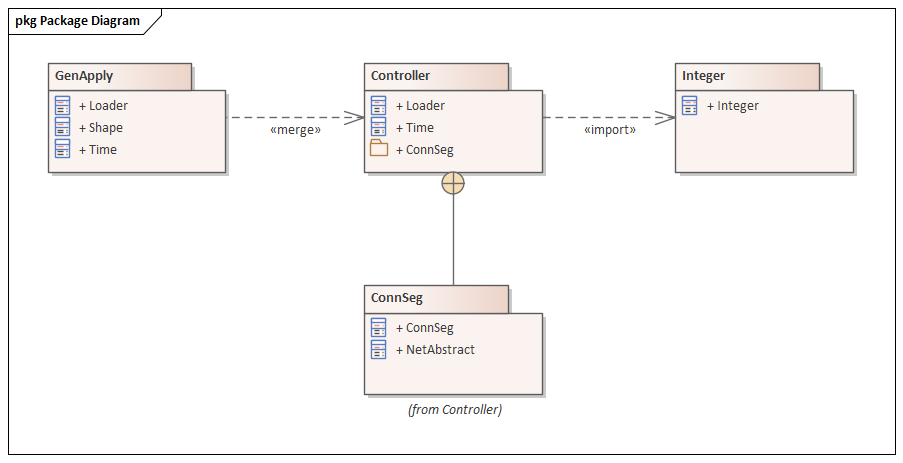 pkg Package Diagram
GenApply
+ Loader
+ Shape
+ Time
«merge»
Controller
+ Loader
+ Time
+ ConnSeg
«import»
Integer
+ Integer
ConnSeg
+ ConnSeg
+ NetAbstract
(from Controller)